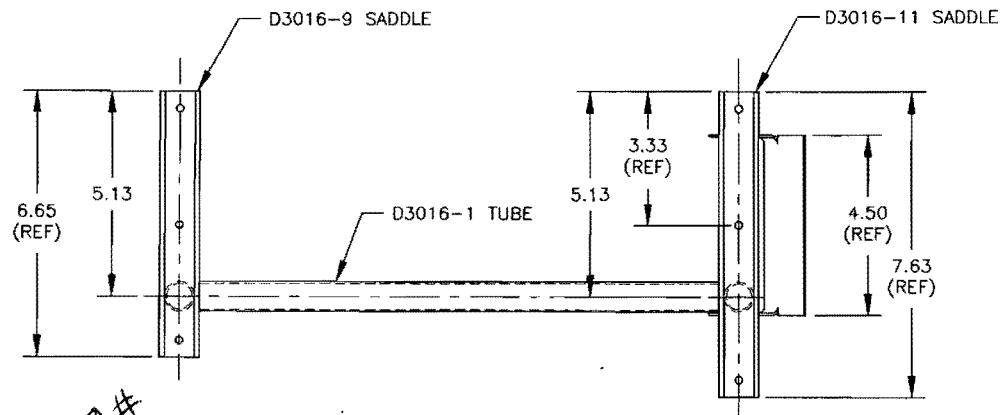 D3016-9 SADDLE
D3016-11 SADDLE
3.33
(REF)
5.13
5.13
6.65
(REF)
D3016-1 TUBE
4.50
(REF)
7.63
(REF)
#